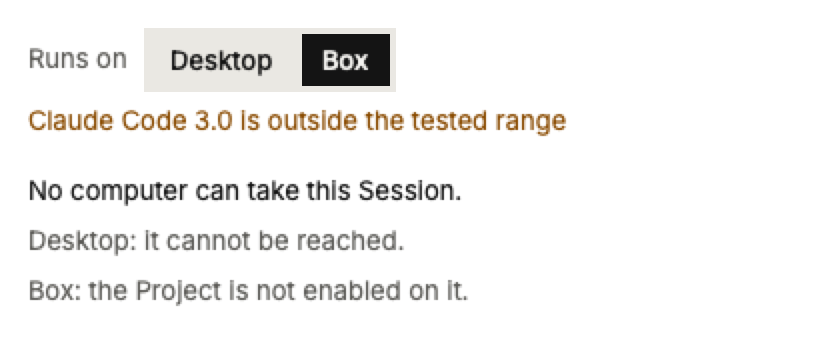 Runs on Desktop Box
Claude Code 3.0 is outside the tested range
No computer can take this Session.
Desktop: it cannot be reached.
Box: the Project is not enabled on it.